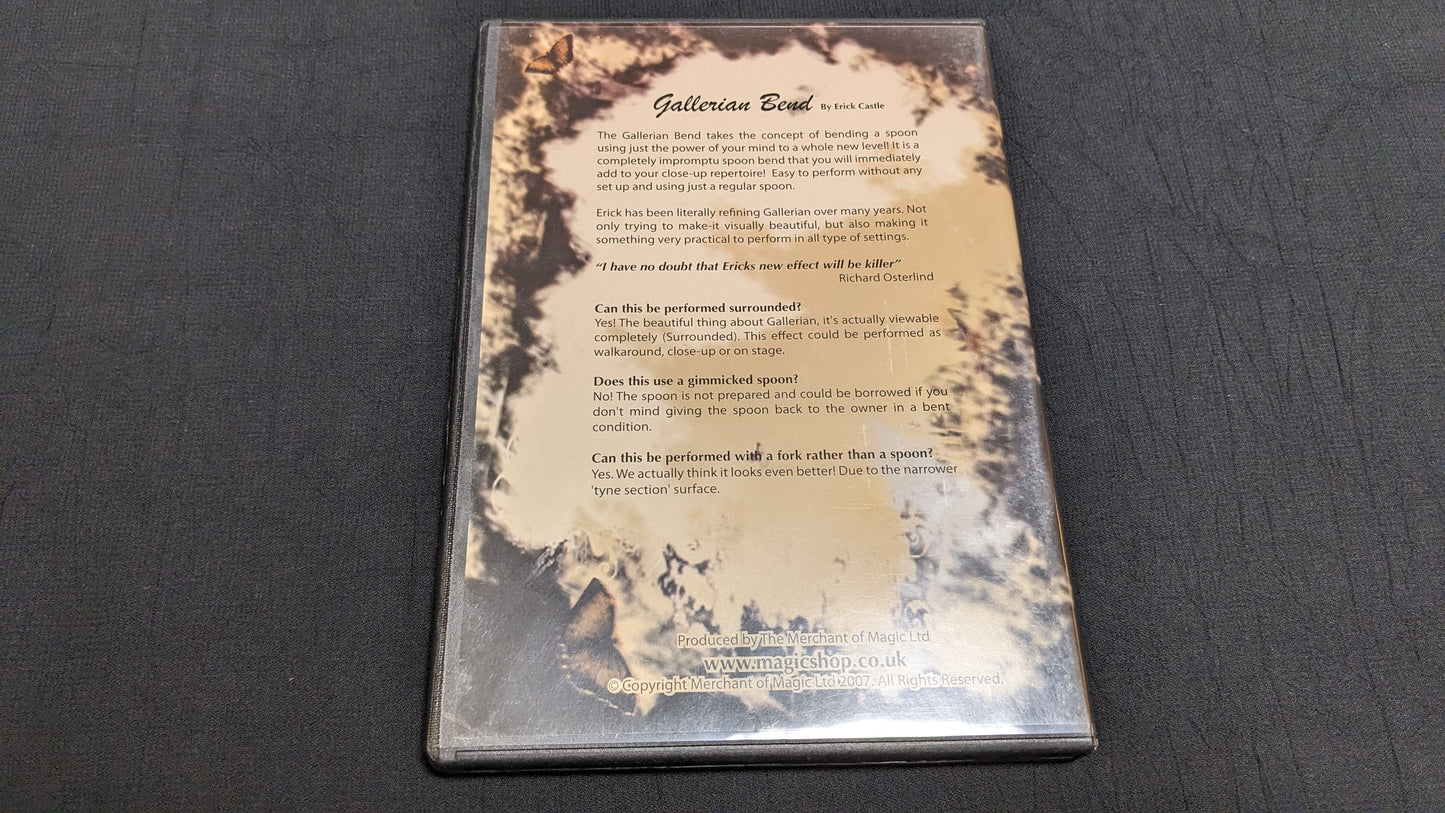 Gallerian Bend By Erick Castle
The Gallerian Bend takes the concept of bending a spoon
using just the power of your mind to a whole new level! It is a
completely impromptu spoon bend that you will immediately
add to your close-up repertoire! Easy to perform without any
set up and using just a regular spoon.
Erick has been literally refining Gallerian over many years. Not
only trying to make-it visually beautiful, but also making it
something very practical to perform in all type of settings.
“I have no doubt that Ericks new effect will be killer”
Richard Osterlind
Can this be performed surrounded?
Yes! The beautiful thing about Gallerian, it's actually viewable
completely (Surrounded). This effect could be performed as
walkaround, close-up or on stage.
Does this use a gimmicked spoon?
No! The spoon is not prepared and could be borrowed if you
don't mind giving the spoon back to the owner in a bent
condition.
Can this be performed with a fork rather than a spoon?
Yes. We actually think it looks even better! Due to the narrower
'tyne section' surface.
Produced by The Merchant of Magic Ltd
www.magicshop.co.uk
© Copyright Merchant of Magic Ltd 2007. All Rights Reserved.